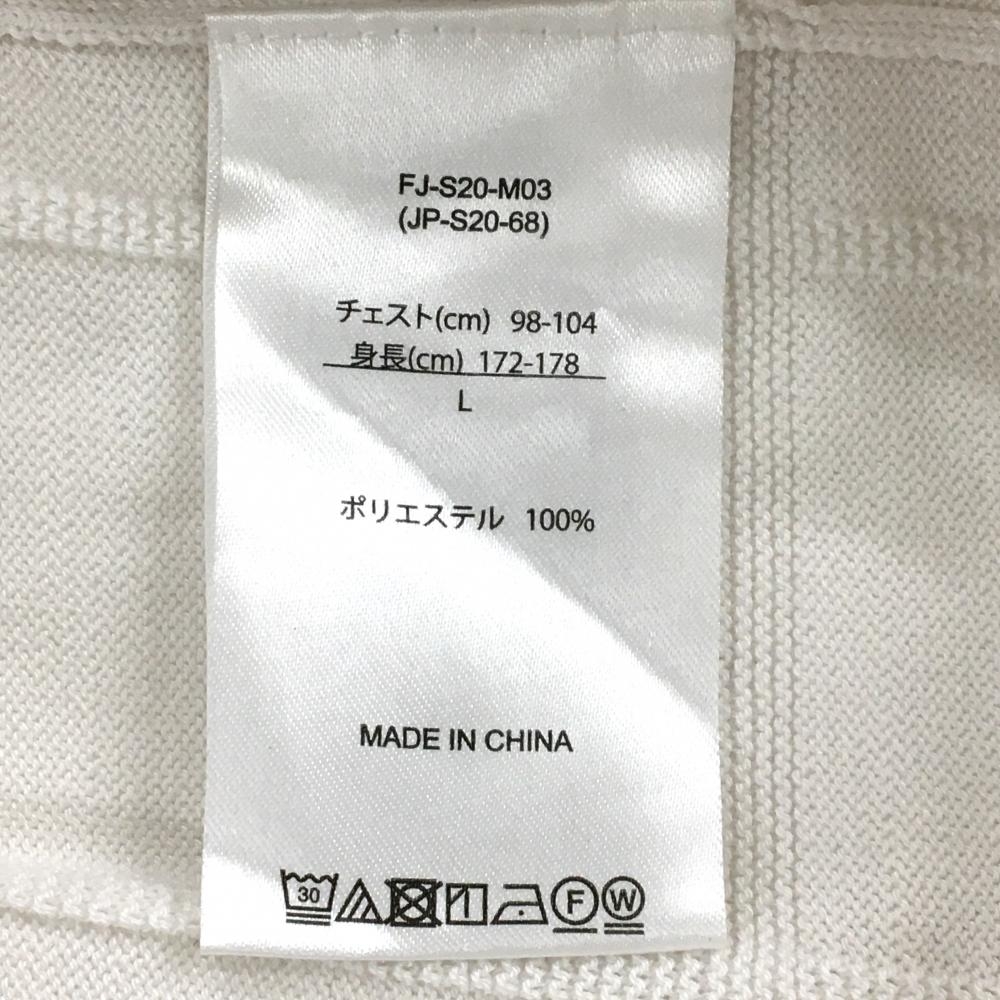 FJ-S20-M03
(JP-S20-68)
チェスト(cm) 98-104
身長(cm) 172-178
L
ポリエステル 100%
MADE IN CHINA
30 F W